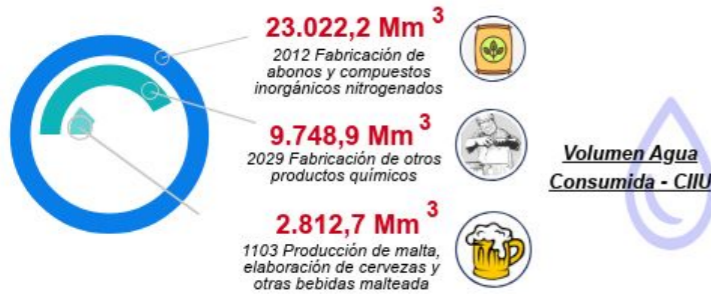 23.022,2 Mm 3
2012 Fabricación de
abonos y compuestos
inorgánicos nitrogenados
9.748,9 Mm 3
2029 Fabricación de otros
productos químicos
2.812,7 Mm 3
1103 Producción de malta,
elaboración de cervezas y
otras bebidas malteada
Volumen Agua
Consumida - CIIU